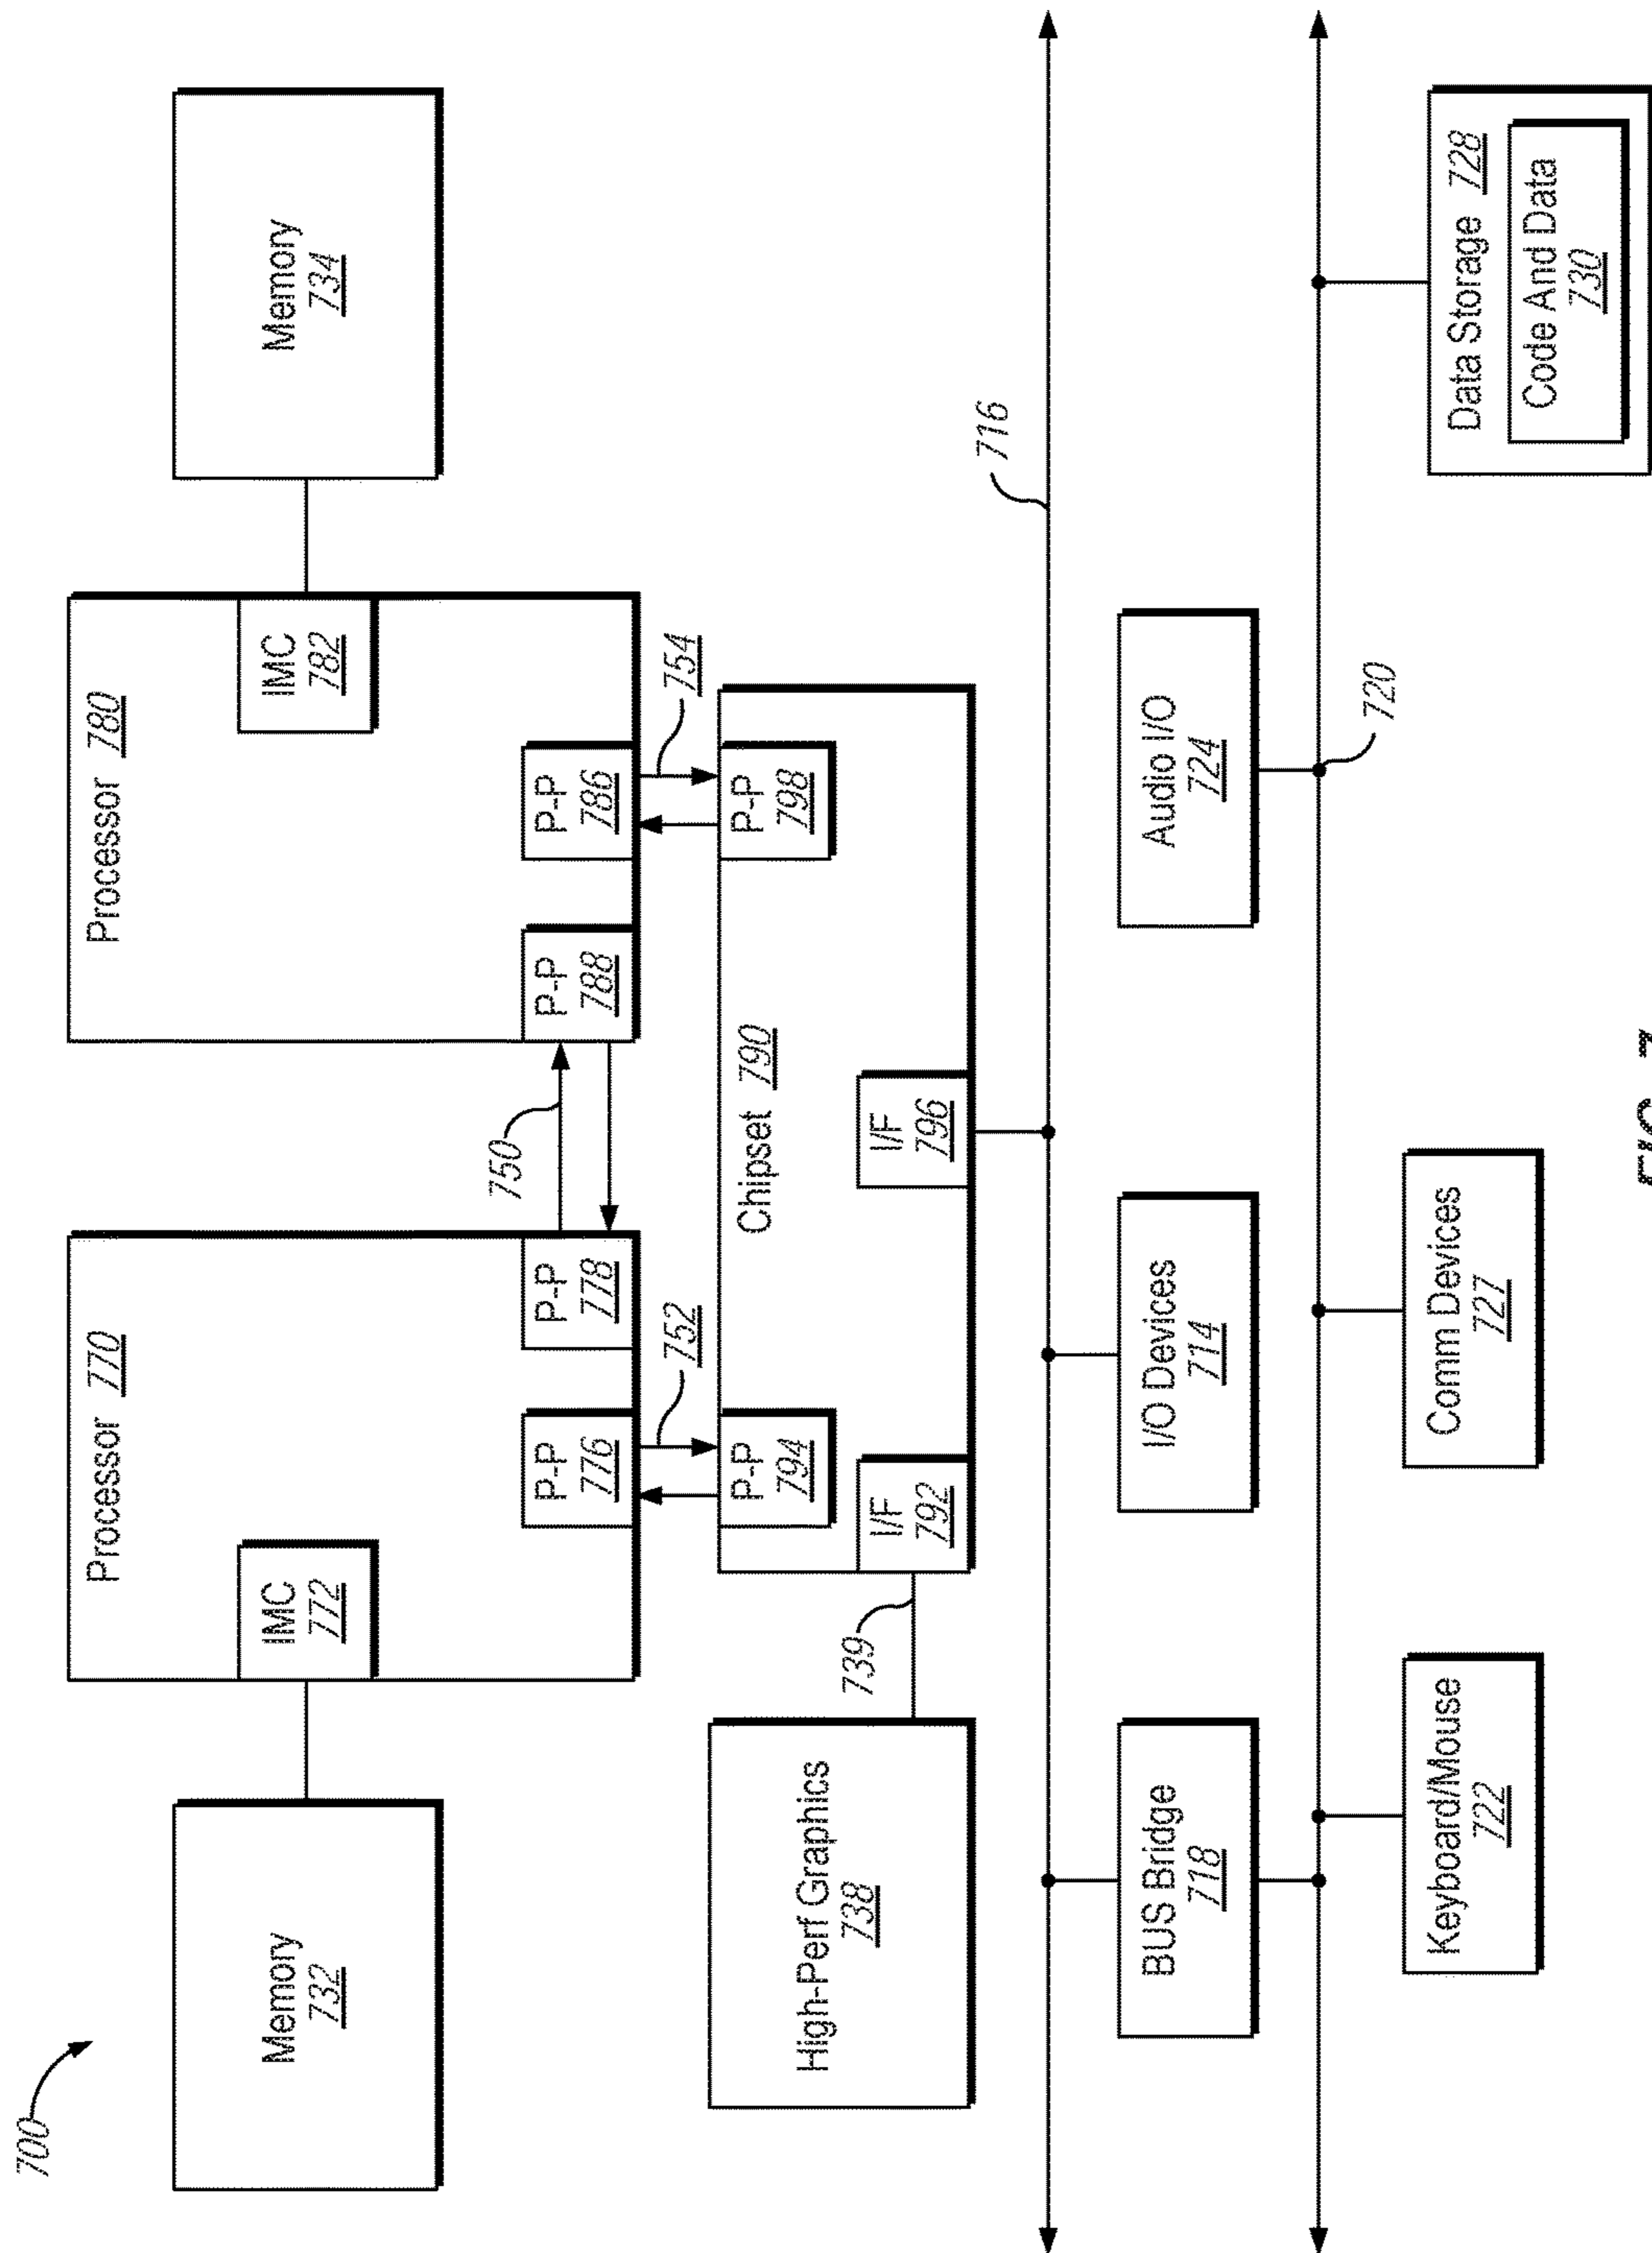 700
Memory
732
Processor 770
IMC
772
P-P
776
P-P
778
750
Processor 780
IMC
782
P-P
788
P-P
786
Memory
734
752
754
High-Perf Graphics
738
739
Chipset 790
P-P
794
P-P
798
I/F
792
I/F
796
716
BUS Bridge
718
I/O Devices
714
Audio I/O
724
720
Keyboard/Mouse
722
Comm Devices
727
Data Storage 728
Code And Data
730